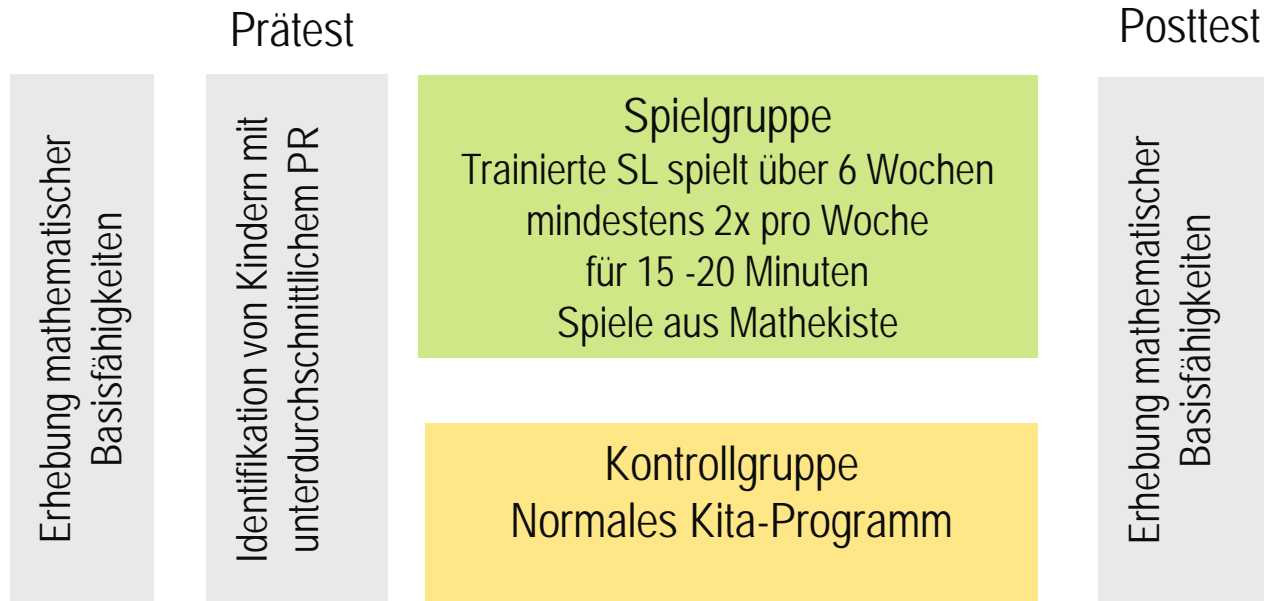 Prätest
Posttest
Erhebung mathematischer
Basisfähigkeiten
Identifikation von Kindern mit
unterdurchschnittlichem PR
Spielgruppe
Trainierte SL spielt über 6 Wochen
mindestens 2x pro Woche
für 15 -20 Minuten
Spiele aus Mathekiste
Kontrollgruppe
Normales Kita-Programm
Erhebung mathematischer
Basisfähigkeiten